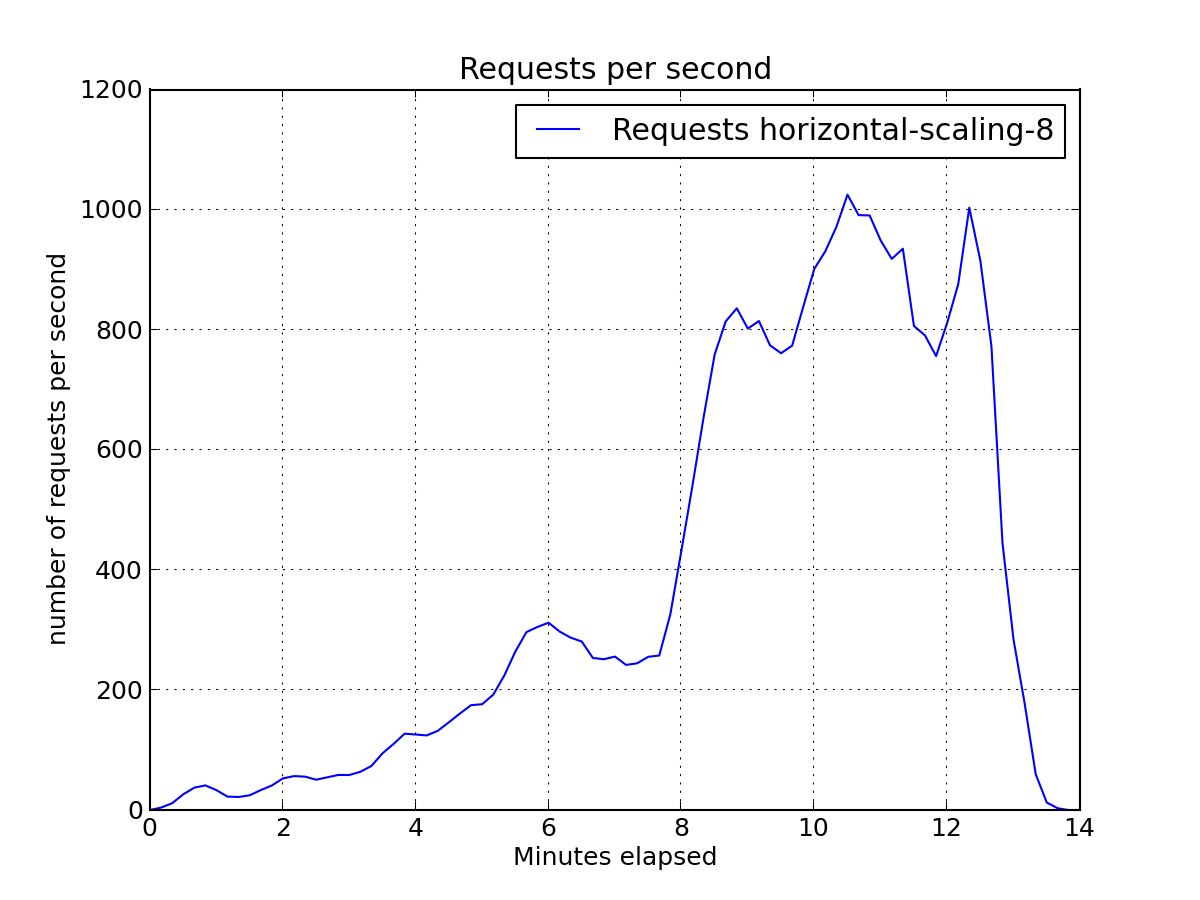 Requests per second
Requests horizontal-scaling-8
number of requests per second
1200
1000
800
600
400
200
0
0 2 4 6 8 10 12 14
Minutes elapsed